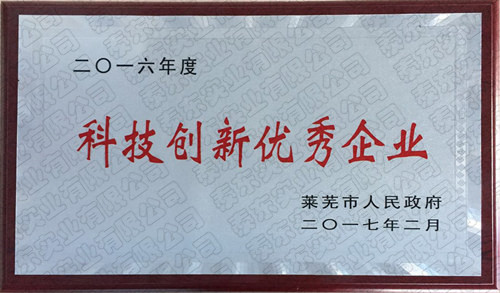 二〇一六年度
科技创新优秀企业
莱芜市人民政府
二〇一七年二月